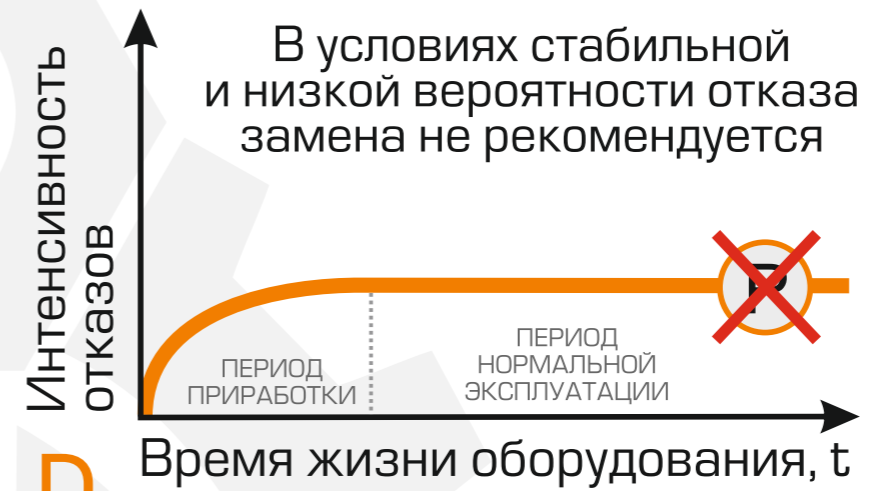 В условиях стабильной
и низкой вероятности отказа
замена не рекомендуется
Интенсивность
отказов
Р
ПЕРИОД
ПРИРАБОТКИ
ПЕРИОД
НОРМАЛЬНОЙ
ЭКСПЛУАТАЦИИ
Время жизни оборудования, t